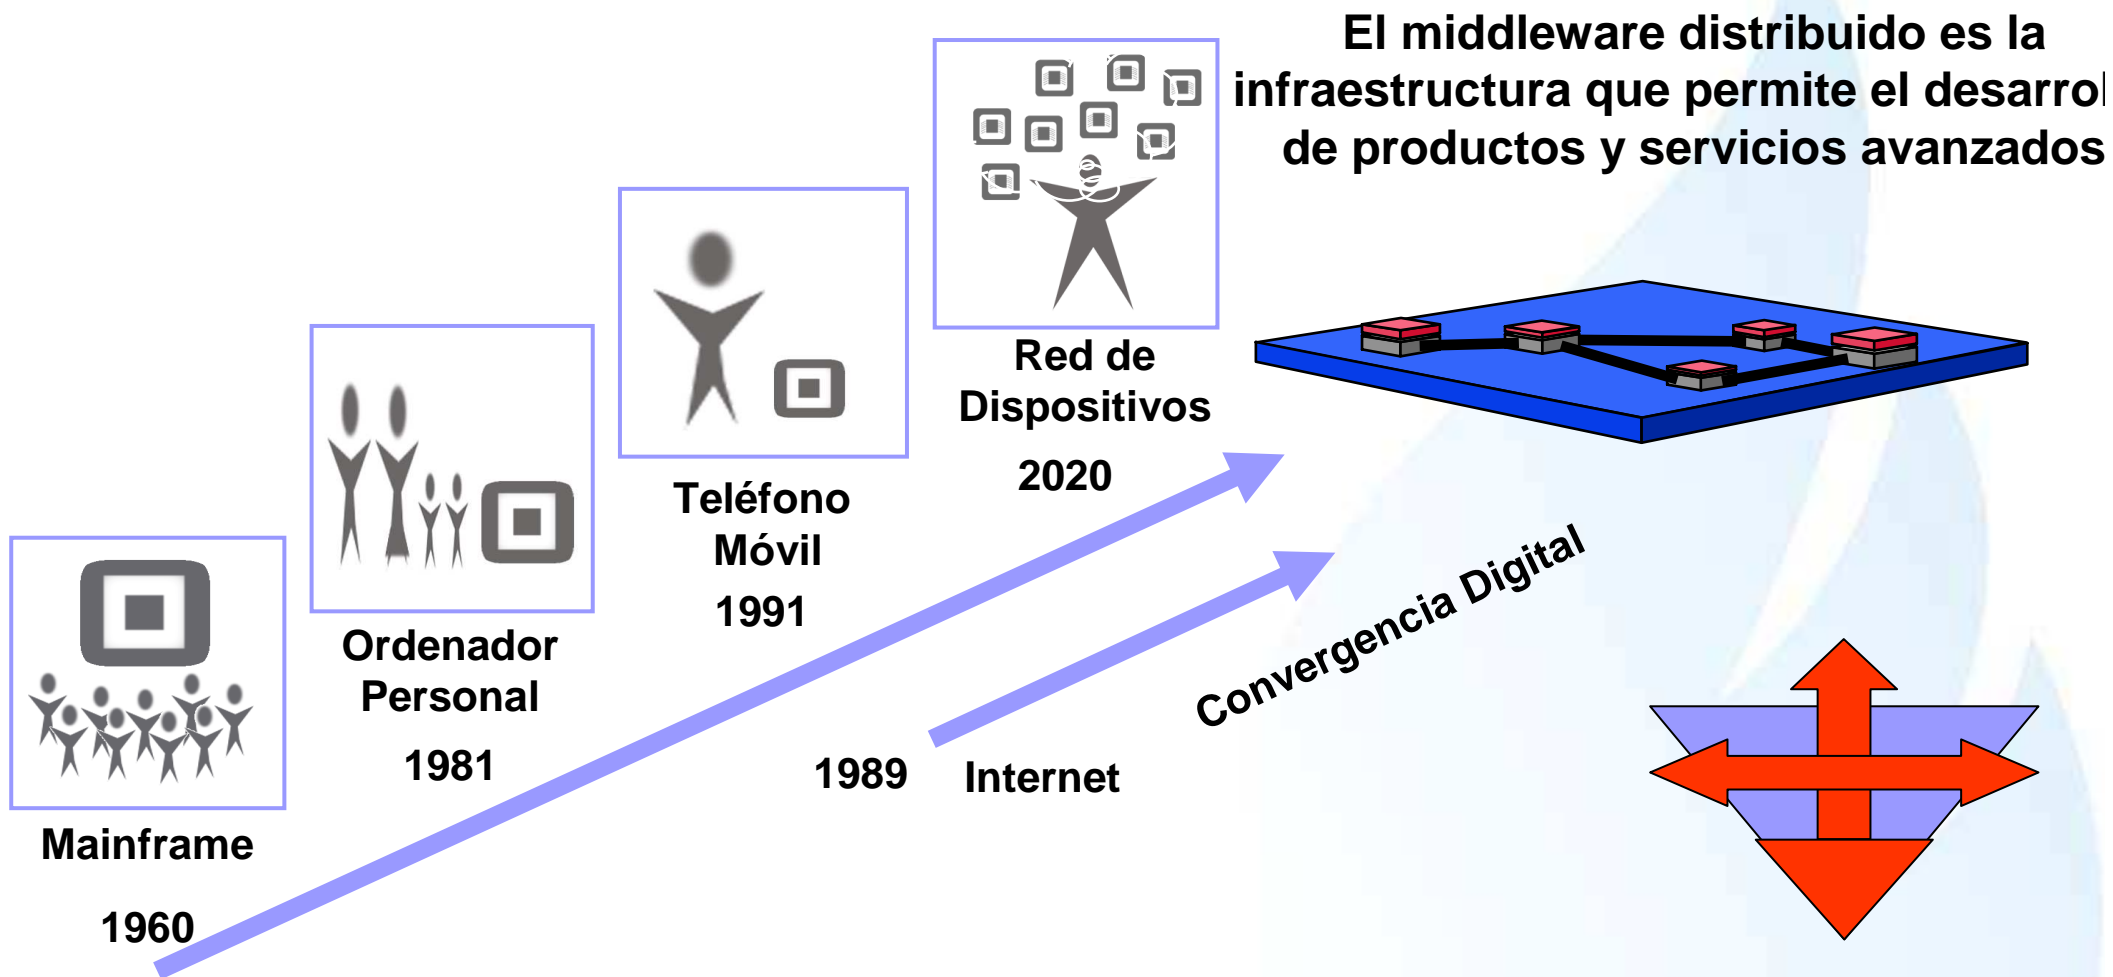 El middleware distribuido es la
infraestructura que permite el desarrol
de productos y servicios avanzados
Red de
Dispositivos
2020
Teléfono
Móvil
1991
Ordenador
Personal
1981
Mainframe
1960
1989 Internet
Convergencia Digital